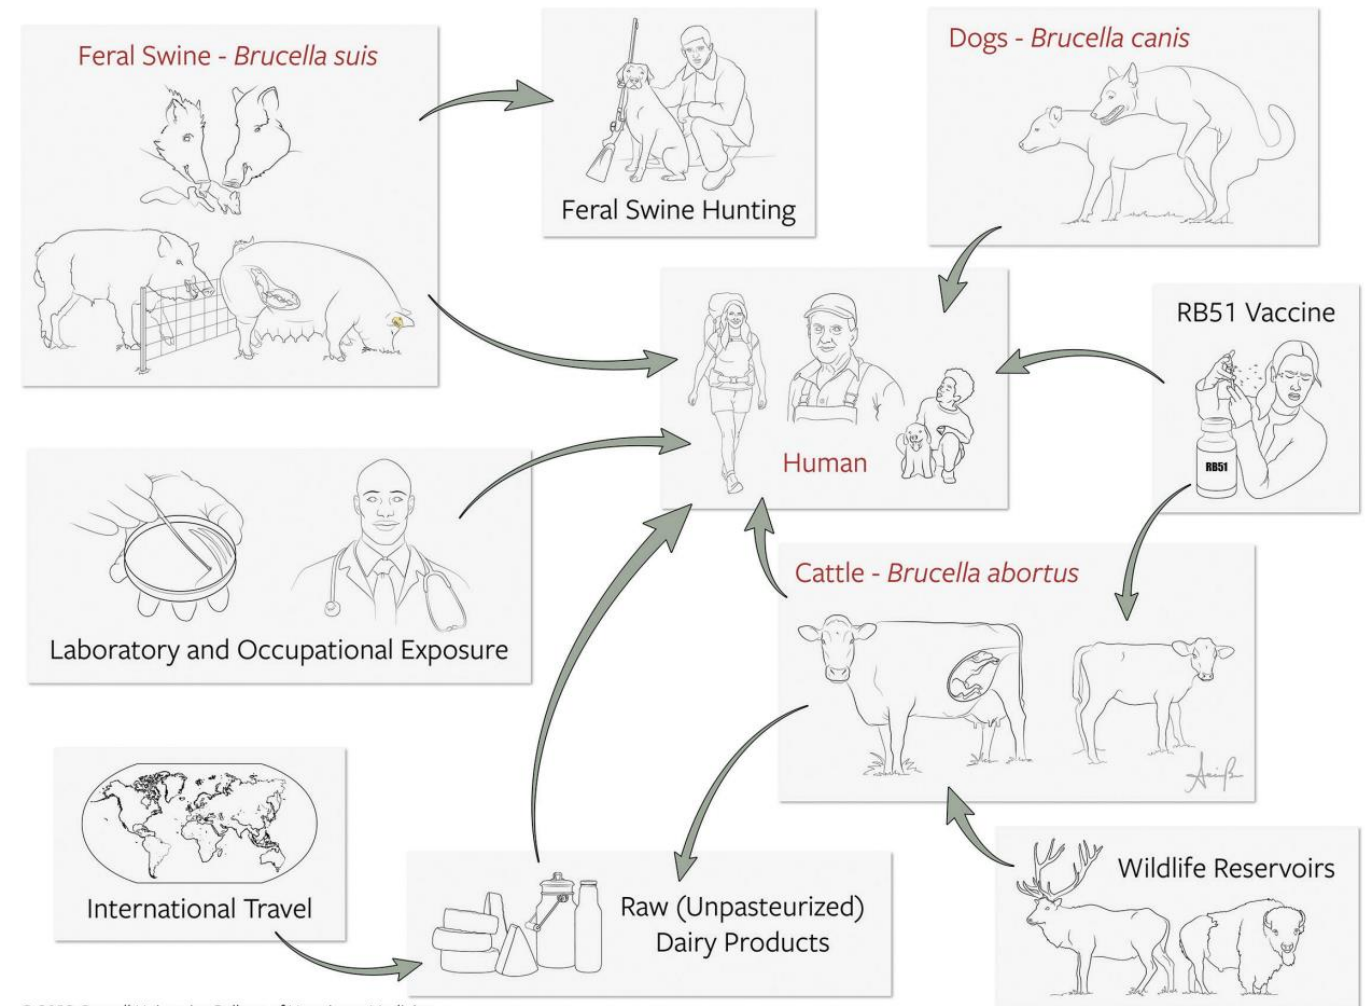 Feral Swine - Brucella suis
Feral Swine Hunting
Dogs - Brucella canis
RB51 Vaccine
RB51
Human
Laboratory and Occupational Exposure
Cattle - Brucella abortus
International Travel
Raw (Unpasteurized)
Dairy Products
Wildlife Reservoirs